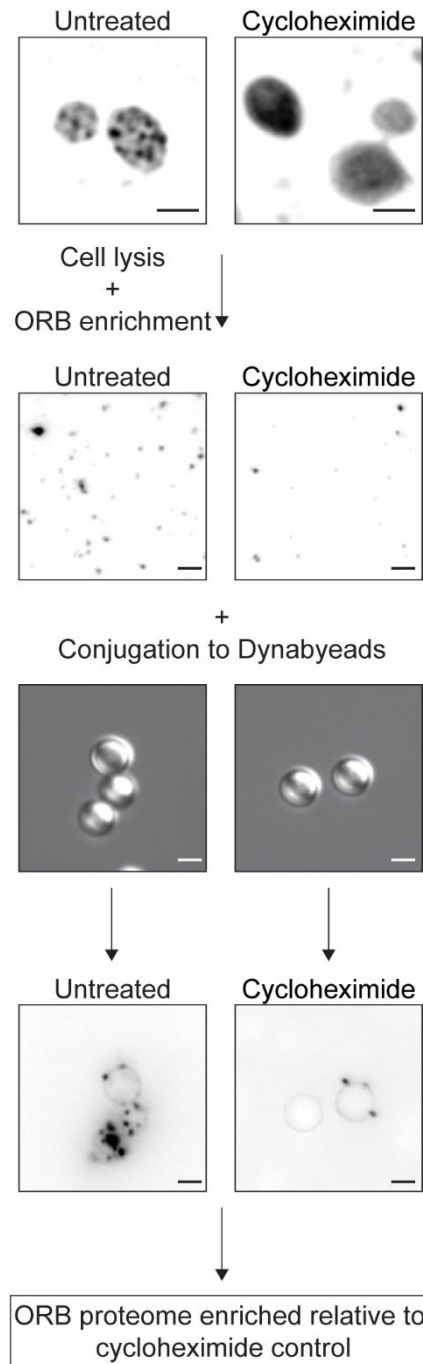 Untreated Cycloheximide
Cell lysis
+
ORB enrichment
Untreated Cycloheximide
+
Conjugation to Dynabyeads
Untreated Cycloheximide
ORB proteome enriched relative to
cycloheximide control